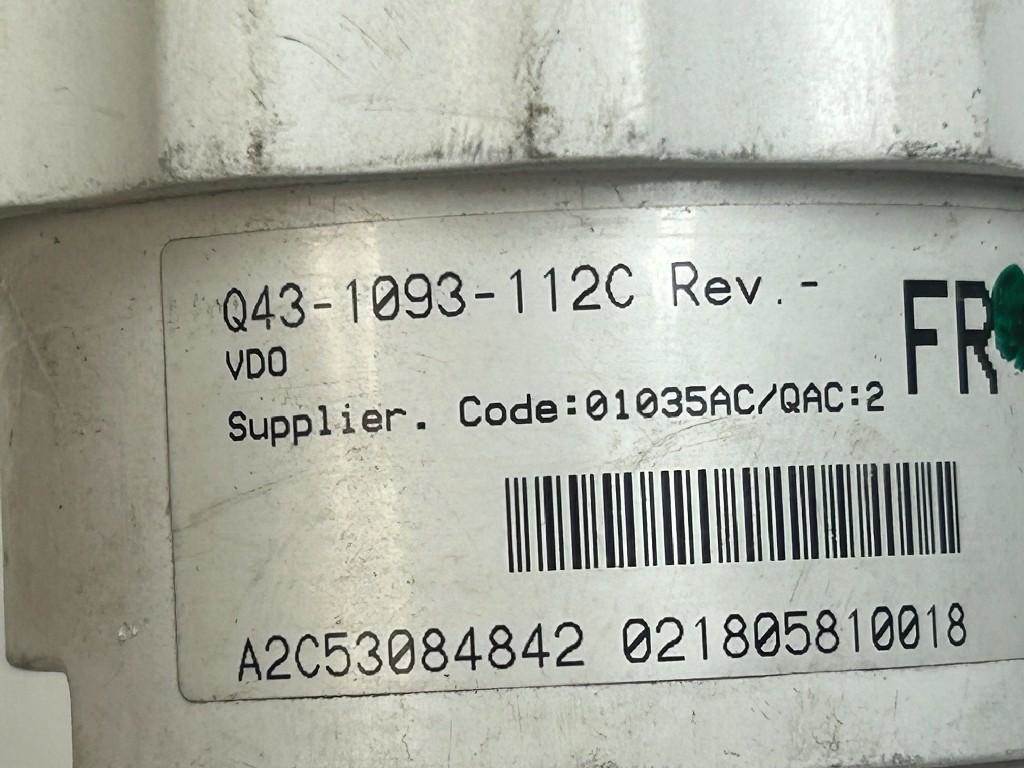 Q43-1093-112C Rev.-
VDO
FR
Supplier. Code:01035AC/QAC:2
A2C53084842 021805810018